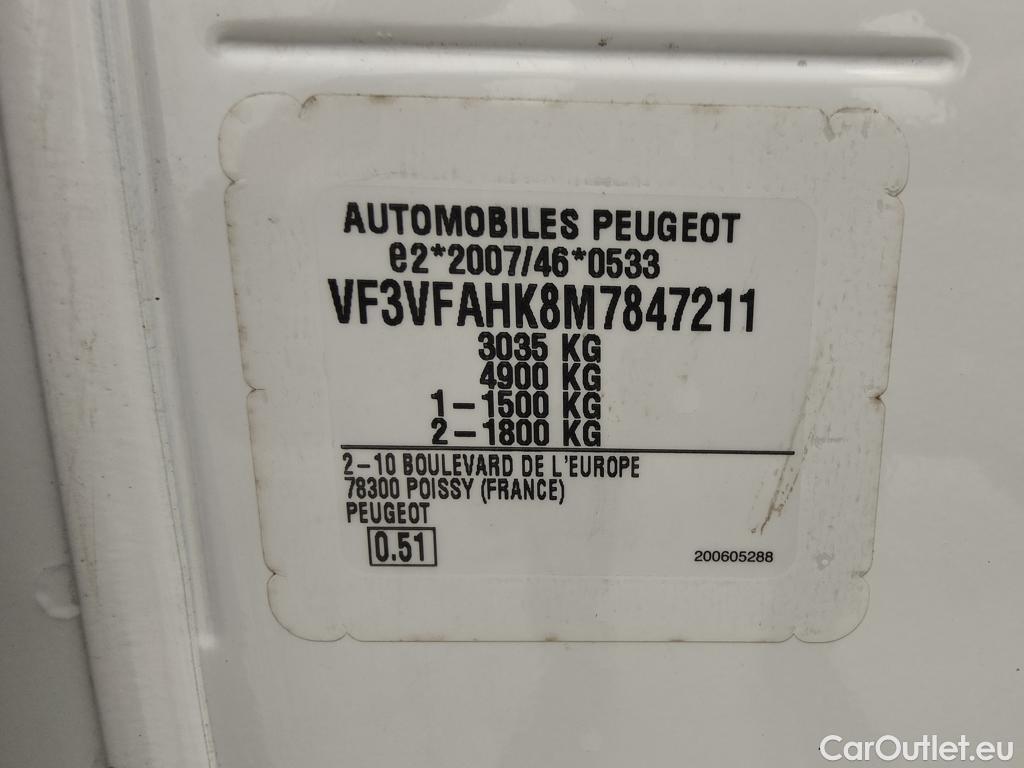 AUTOMOBILES PEUGEOT
e2*2007/46*0533
VF3VFAHK8M7847211
3035 KG
4900 KG
1-1500 KG
2-1800 KG
2-10 BOULEVARD DE L'EUROPE
78300 POISSY (FRANCE)
PEUGEOT
0.51
200605288
CarOutlet.eu